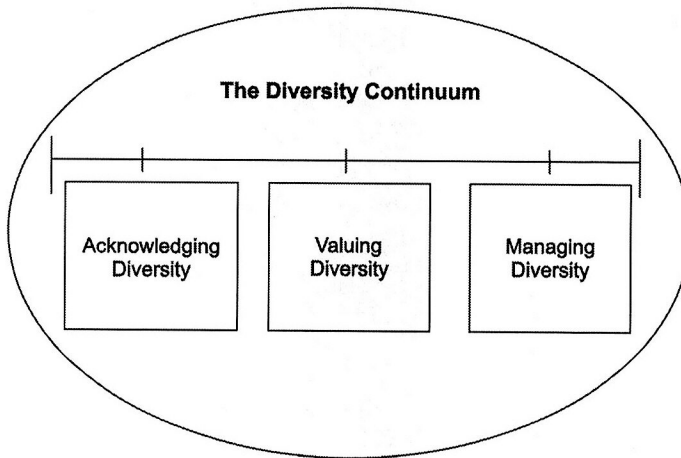 The Diversity Continuum
Acknowledging
Diversity
Valuing
Diversity
Managing
Diversity